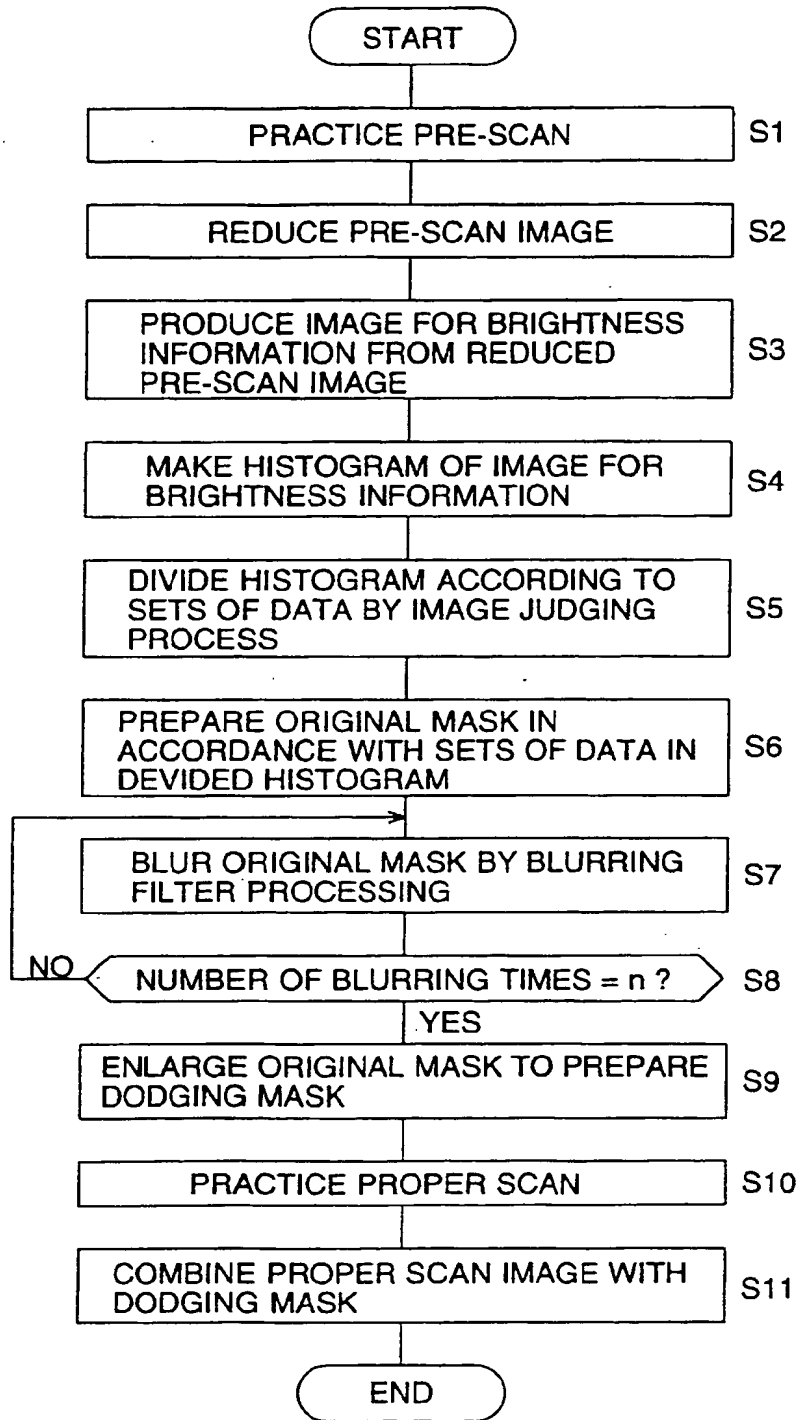 START
PRACTICE PRE-SCAN S1
REDUCE PRE-SCAN IMAGE S2
PRODUCE IMAGE FOR BRIGHTNESS
INFORMATION FROM REDUCED S3
PRE-SCAN IMAGE
MAKE HISTOGRAM OF IMAGE FOR S4
BRIGHTNESS INFORMATION
DIVIDE HISTOGRAM ACCORDING TO
SETS OF DATA BY IMAGE JUDGING S5
PROCESS
PREPARE ORIGINAL MASK IN
ACCORDANCE WITH SETS OF DATA IN S6
DEVIDED HISTOGRAM
BLUR ORIGINAL MASK BY BLURRING S7
FILTER PROCESSING
NO NUMBER OF BLURRING TIMES = n ? S8
YES
ENLARGE ORIGINAL MASK TO PREPARE S9
DODGING MASK
PRACTICE PROPER SCAN S10
COMBINE PROPER SCAN IMAGE WITH S11
DODGING MASK
END